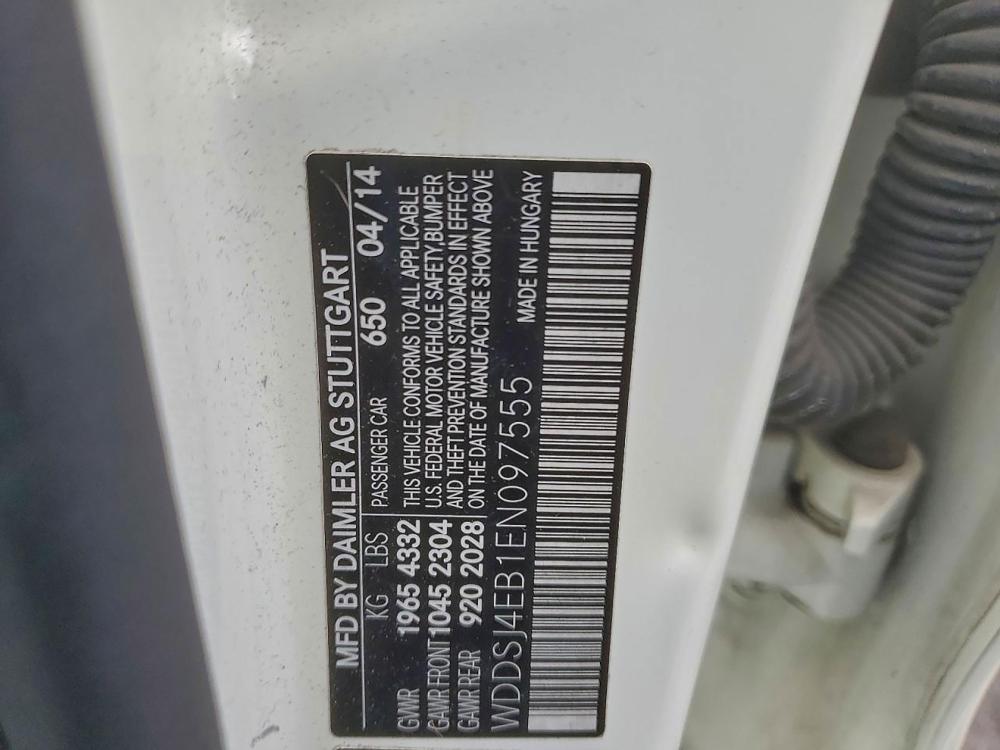 MFD BY DAIMLER AG STUTTGART
KG LBS PASSENGER CAR 650 04/14
GVWR 1965 4332 THIS VEHICLE CONFORMS TO ALL APPLICABLE
GAWR FRONT 1045 2304 U.S. FEDERAL MOTOR VEHICLE SAFETY,BUMPER
GAWR REAR 920 2028 AND THEFT PREVENTION STANDARDS IN EFFECT
ON THE DATE OF MANUFACTURE SHOWN ABOVE
WDDSJ4EB1EN097555 MADE IN HUNGARY